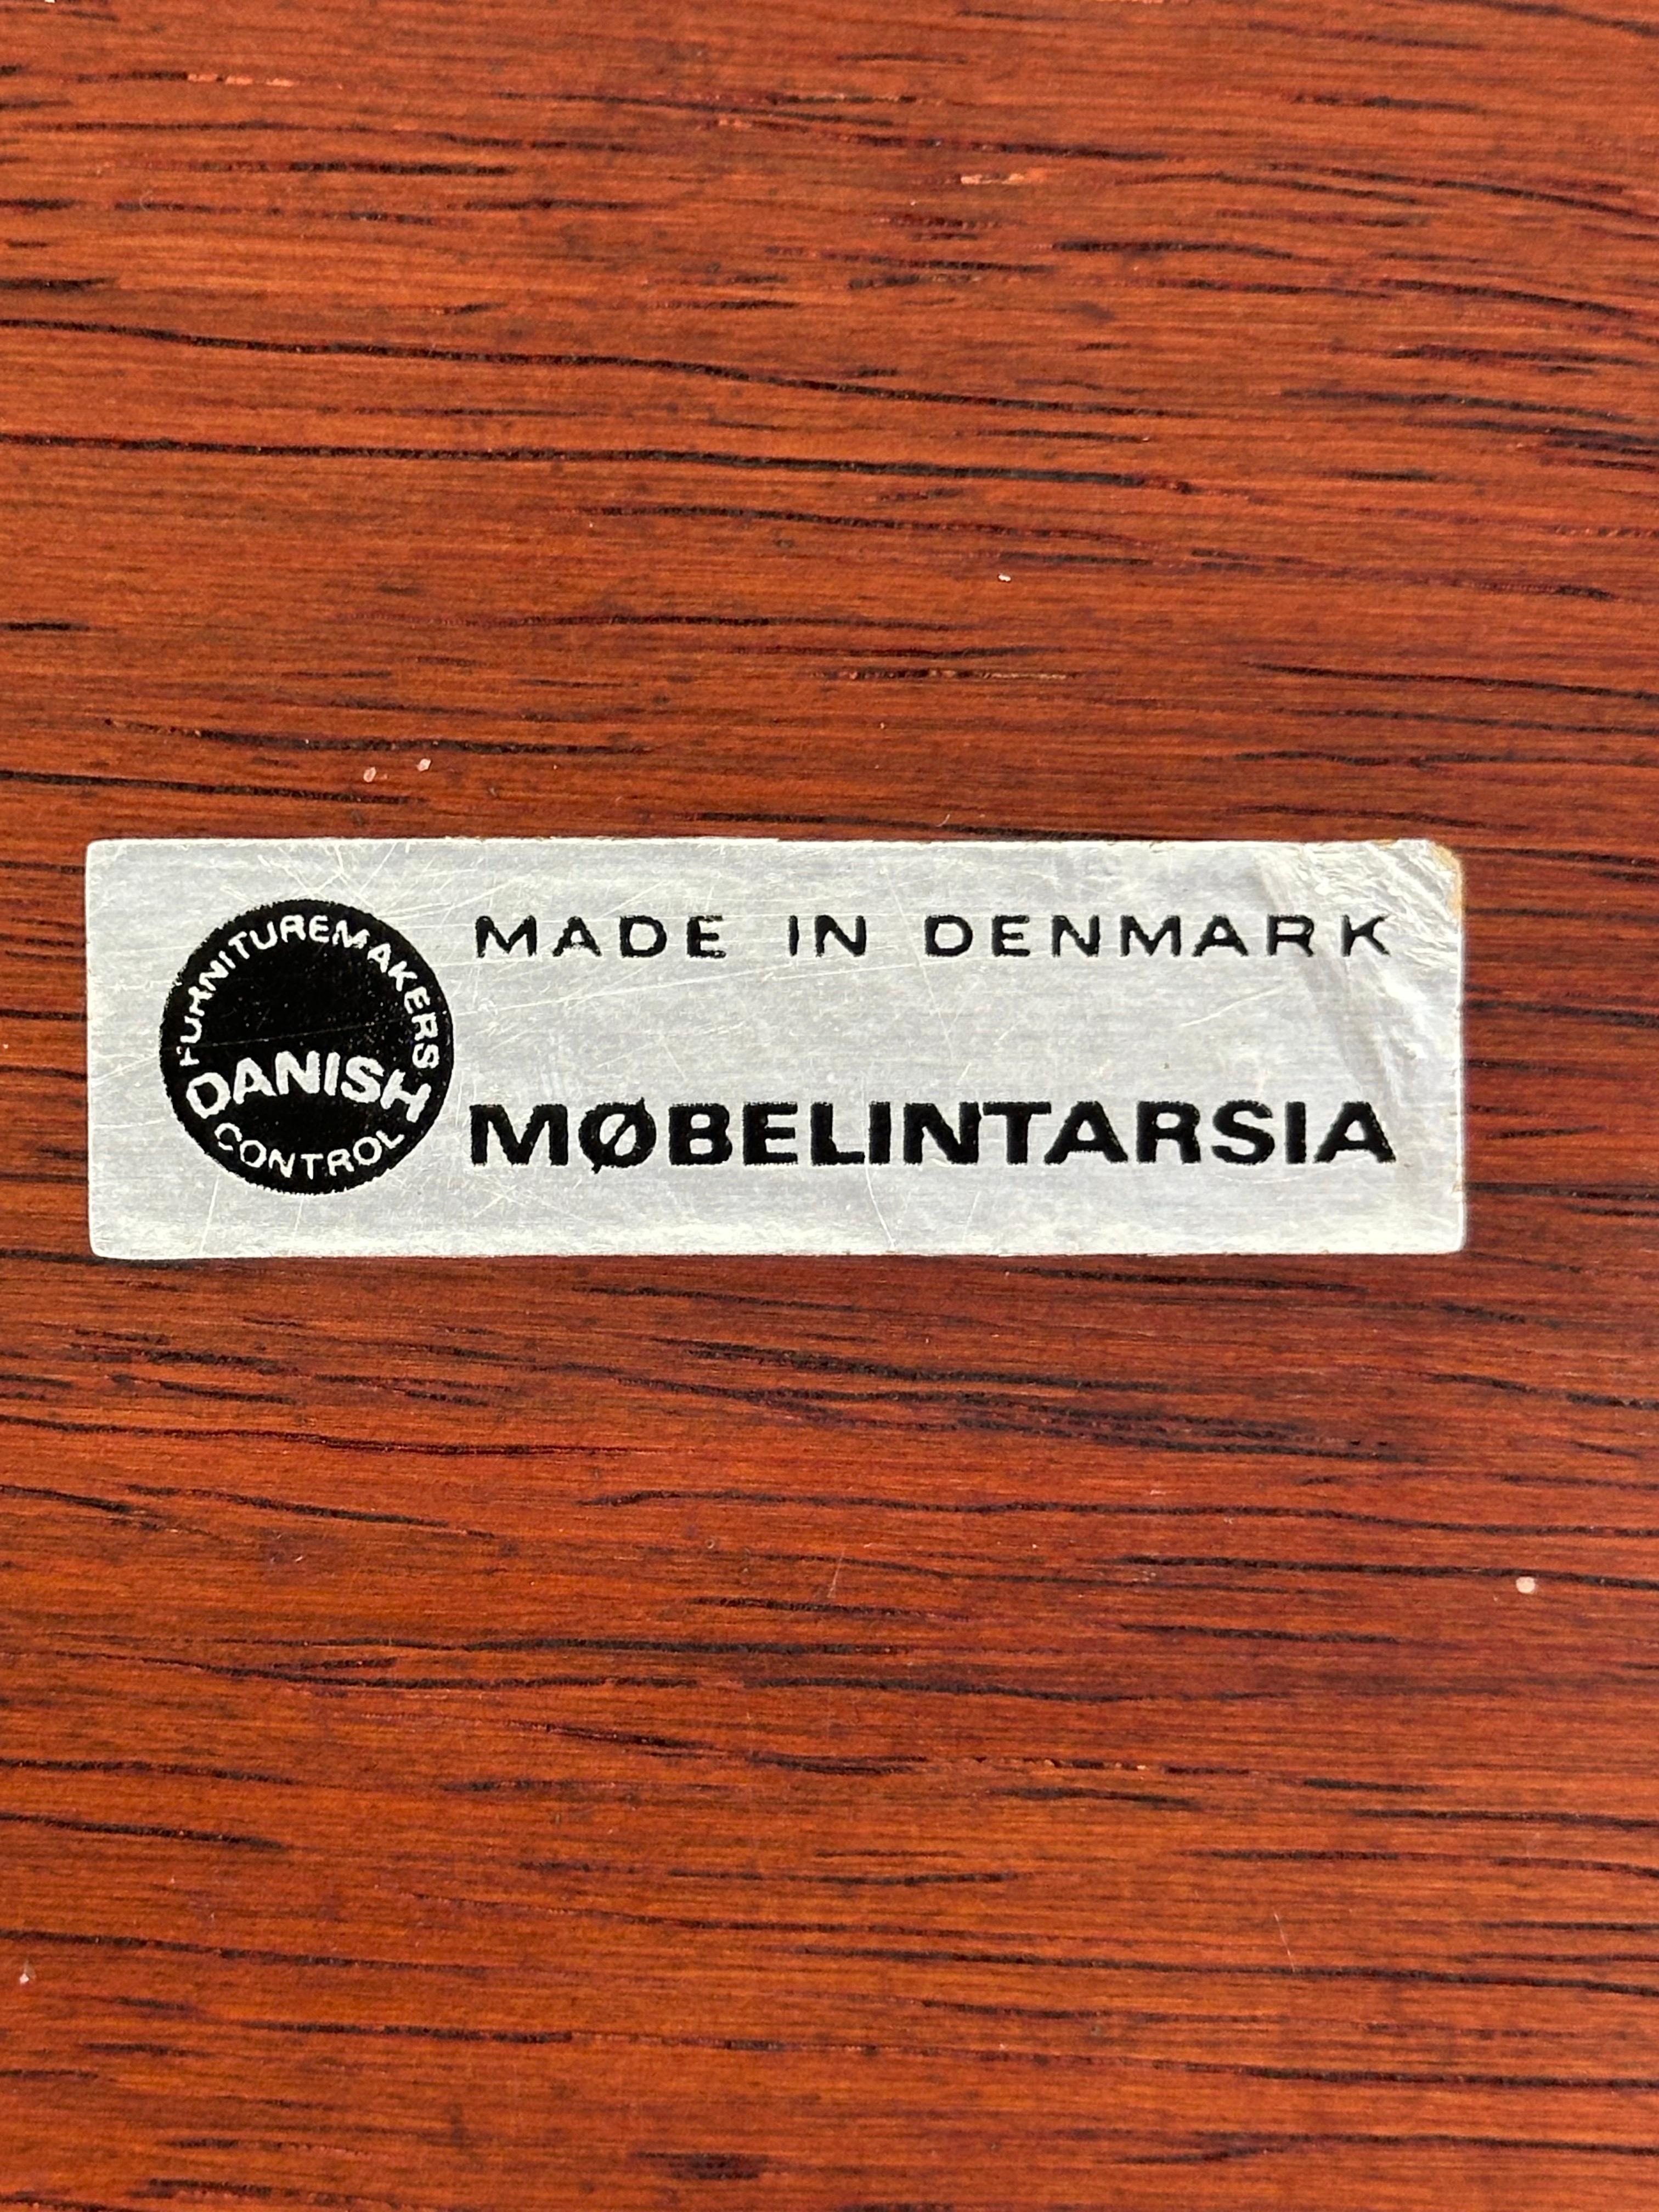 FURNITUREMAKERS
DANISH
CONTROL
MADE IN DENMARK
MØBELINTARSIA